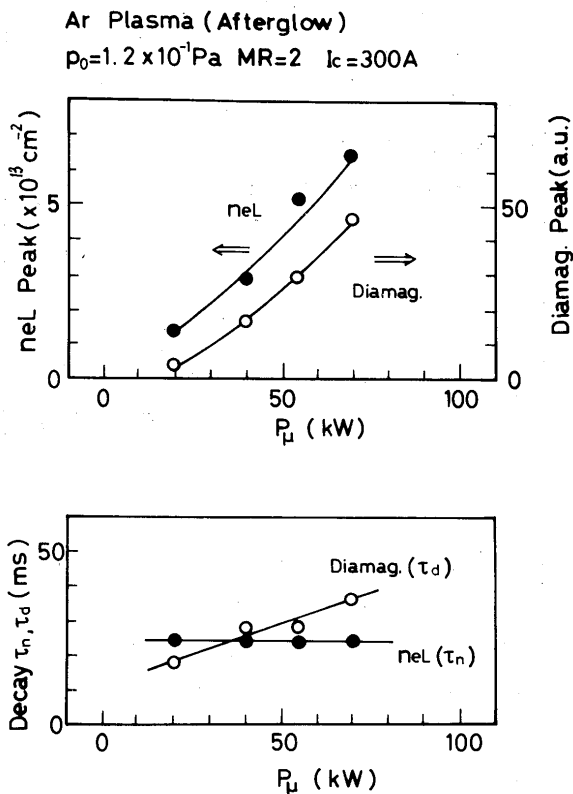 Ar Plasma (Afterglow)
p₀=1.2 x10⁻¹Pa MR=2 Ic=300A
neL Peak (x10¹³cm⁻²)
5
0
neL
Diamag.
50
0
Diamag. Peak (a.u.)
0 50 100
Pμ (kW)
Decay τn, τd (ms)
50
0
Diamag. (τd)
neL (τn)
0 50 100
Pμ (kW)